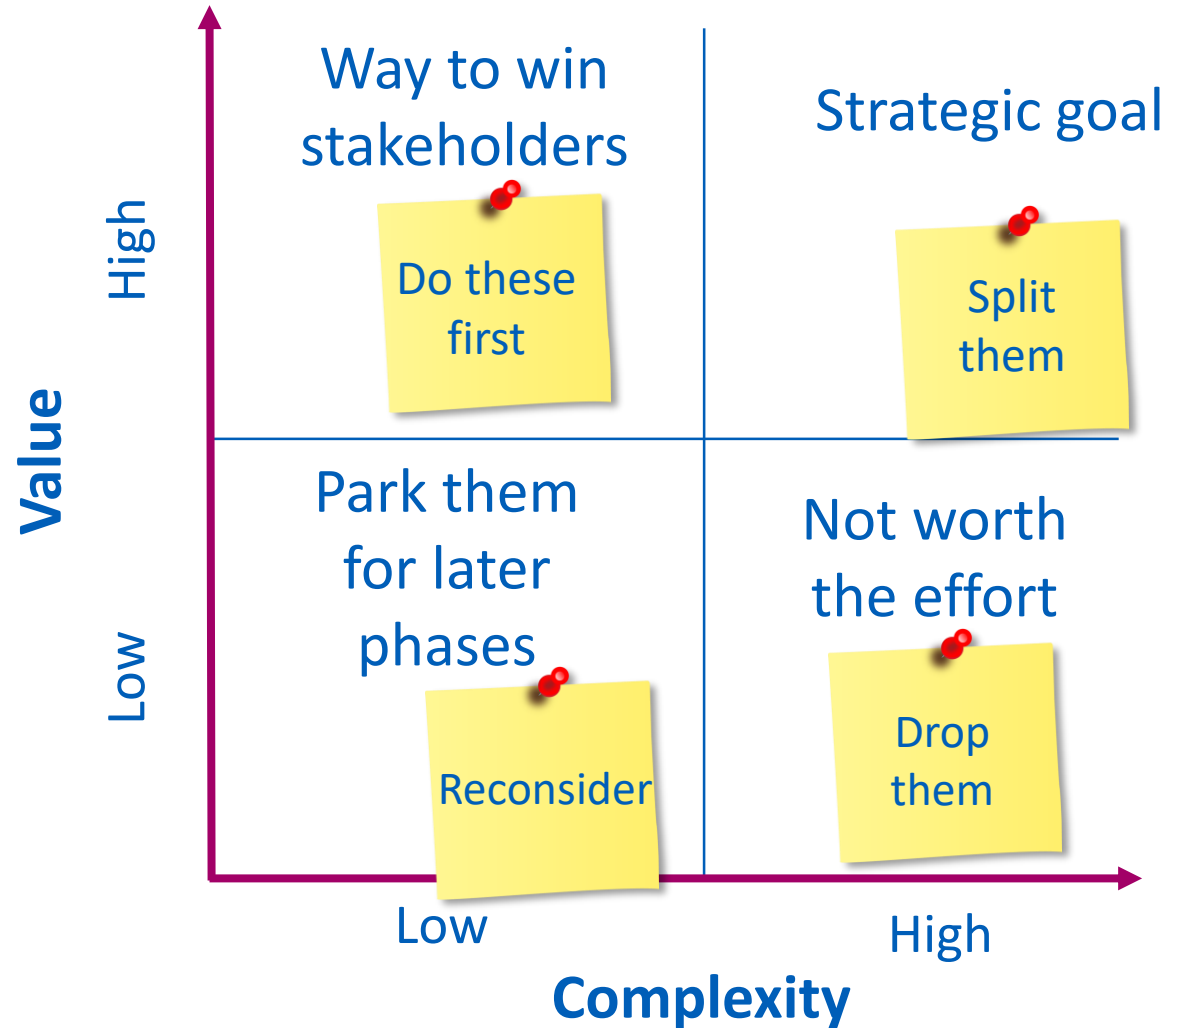 Way to win
stakeholders
Strategic goal
High
Do these
first
Split
them
Value
Park them
for later
phases
Not worth
the effort
Low
Reconsider
Drop
them
Low
High
Complexity